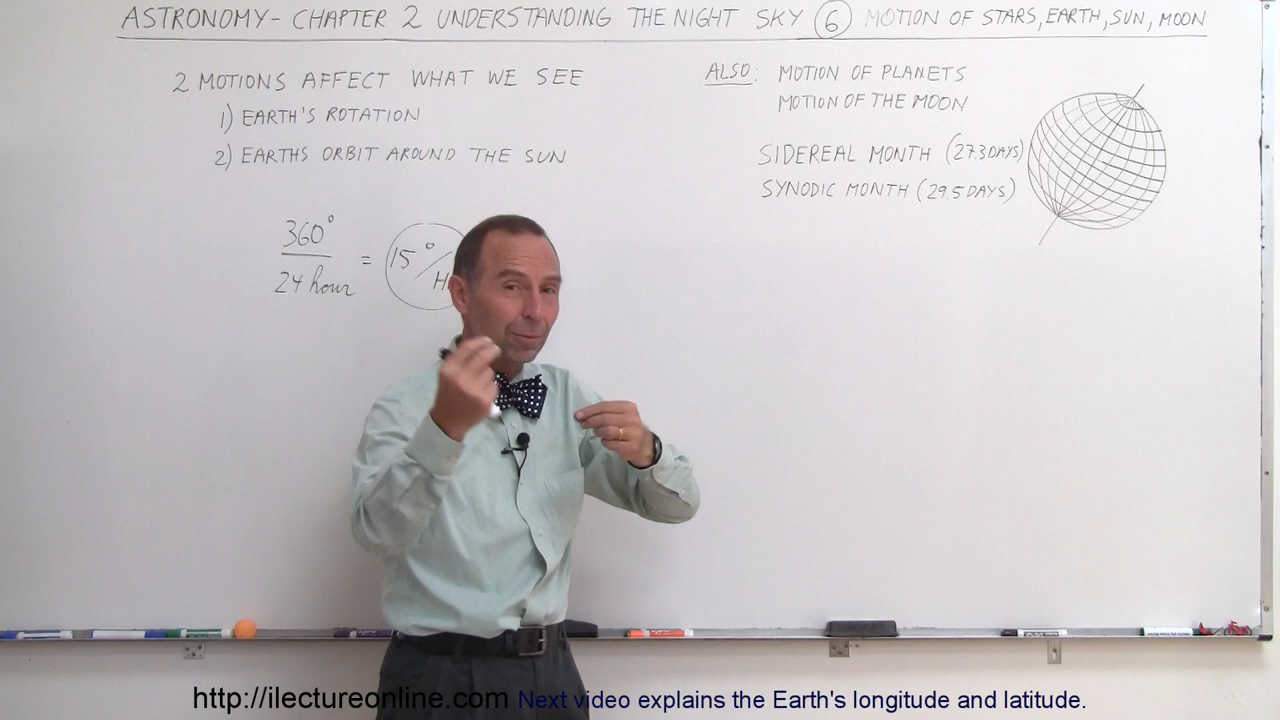 ASTRONOMY- CHAPTER 2 UNDERSTANDING THE NIGHT SKY 6 MOTION OF STARS, EARTH, SUN, MOON
2 MOTIONS AFFECT WHAT WE SEE
1) EARTH'S ROTATION
2) EARTHS ORBIT AROUND THE SUN
360°
24 hour
= 15°/H
ALSO: MOTION OF PLANETS
MOTION OF THE MOON
SIDEREAL MONTH (27.3 DAYS)
SYNODIC MONTH (29.5 DAYS)
http://ilectureonline.com Next video explains the Earth's longitude and latitude.